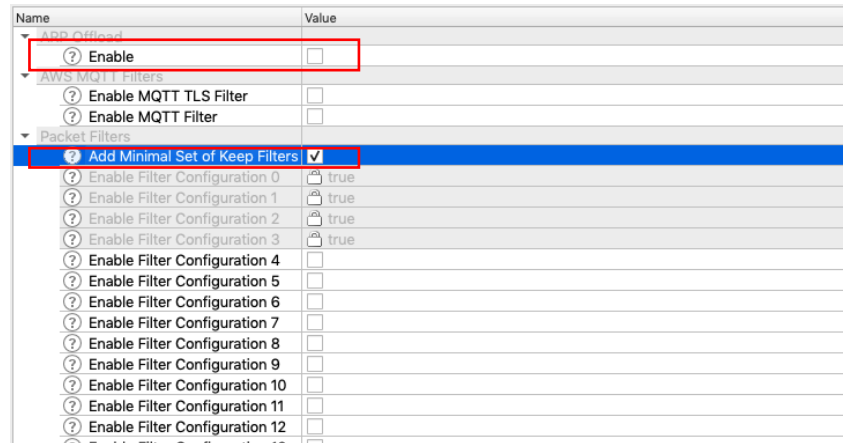 Name Value
ARP Offload
Enable
AWS MQTT Filters
Enable MQTT TLS Filter
Enable MQTT Filter
Packet Filters
Add Minimal Set of Keep Filters
Enable Filter Configuration 0 true
Enable Filter Configuration 1 true
Enable Filter Configuration 2 true
Enable Filter Configuration 3 true
Enable Filter Configuration 4
Enable Filter Configuration 5
Enable Filter Configuration 6
Enable Filter Configuration 7
Enable Filter Configuration 8
Enable Filter Configuration 9
Enable Filter Configuration 10
Enable Filter Configuration 11
Enable Filter Configuration 12